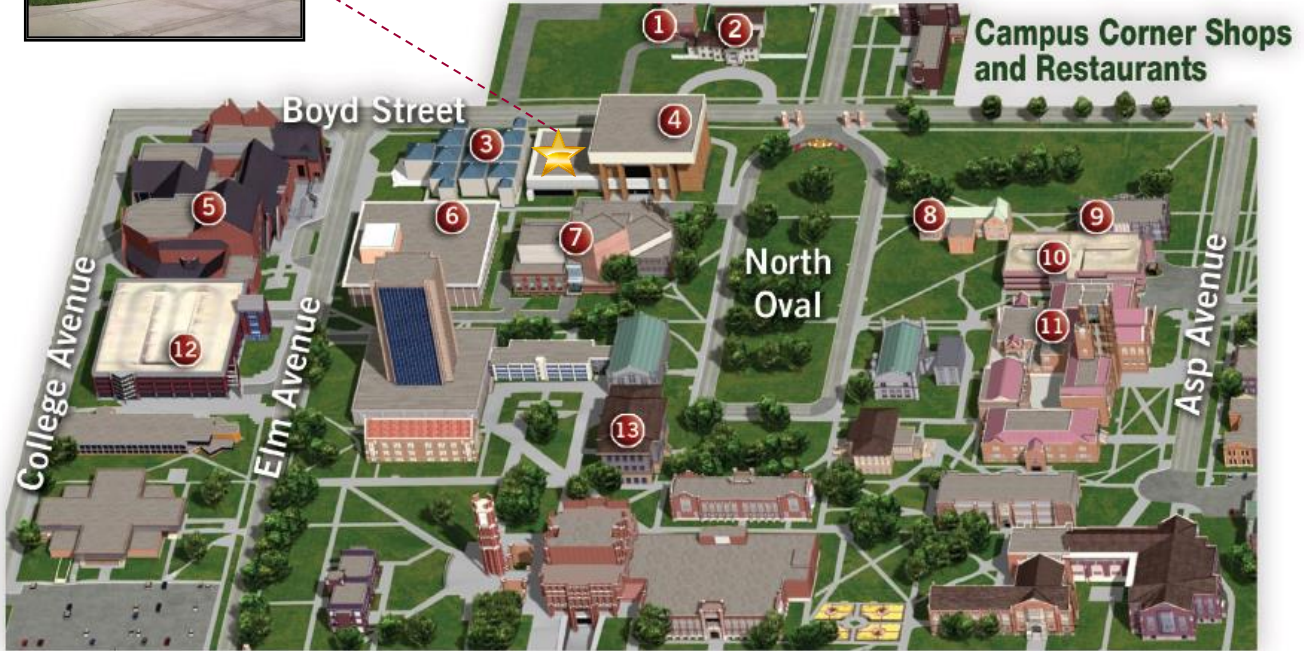 1
2
Campus Corner Shops
and Restaurants
Boyd Street
3
4
5
6
7
8
9
10
11
12
13
North
Oval
College Avenue
Elm Avenue
Asp Avenue